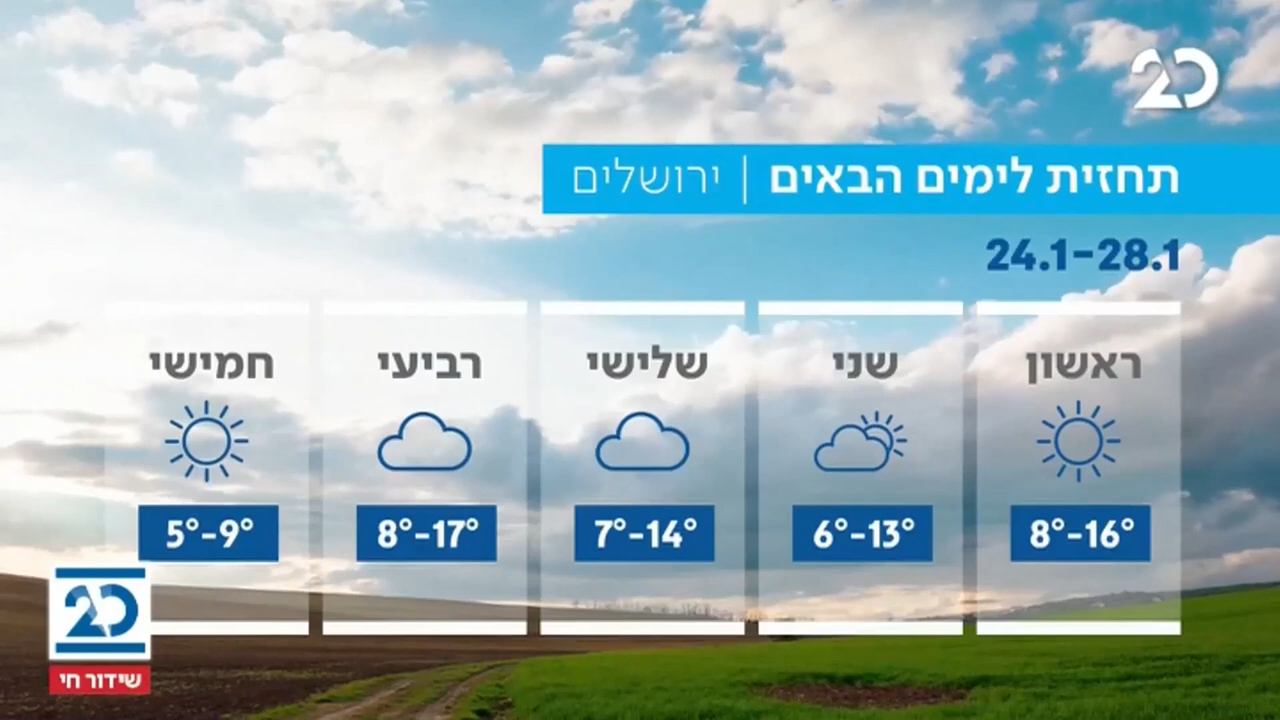 20
תחזית לימים הבאים | ירושלים
24.1-28.1
ראשון
8°-16°
שני
6°-13°
שלישי
7°-14°
רביעי
8°-17°
חמישי
5°-9°
20
שידור חי